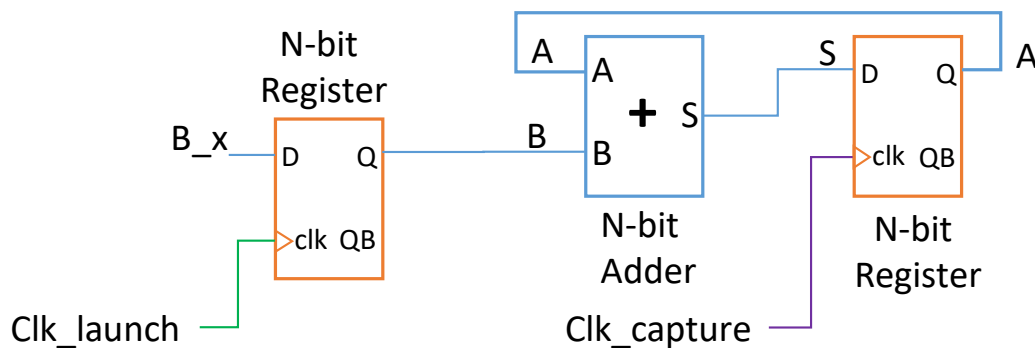 N-bit
Register
B_x
D
Q
clk
QB
Clk_launch
B
A
A
B
+
S
N-bit
Adder
S
D
Q
A
clk
QB
N-bit
Register
Clk_capture